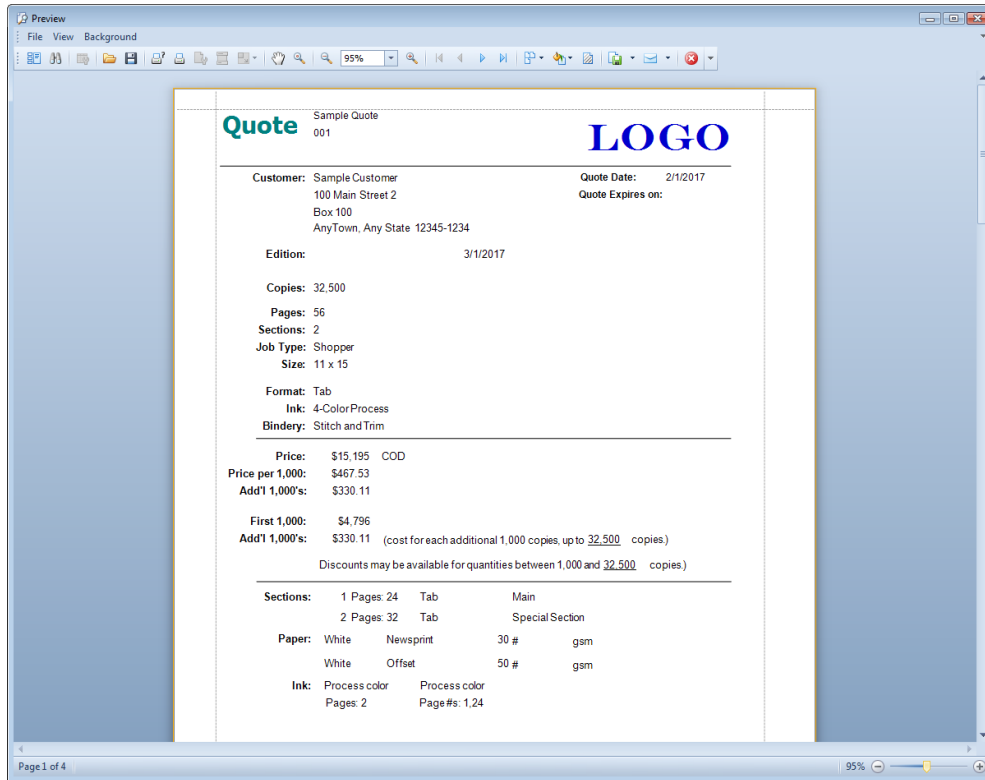 Preview
File View Background
95%
Quote
Sample Quote
001
LOGO
Customer: Sample Customer Quote Date: 2/1/2017
100 Main Street 2 Quote Expires on:
Box 100
AnyTown, Any State 12345-1234
Edition: 3/1/2017
Copies: 32,500
Pages: 56
Sections: 2
Job Type: Shopper
Size: 11 x 15
Format: Tab
Ink: 4-Color Process
Bindery: Stitch and Trim
Price: $15,195 COD
Price per 1,000: $467.53
Add'l 1,000's: $330.11
First 1,000: $4,796
Add'l 1,000's: $330.11 (cost for each additional 1,000 copies, up to 32,500 copies.)
Discounts may be available for quantities between 1,000 and 32,500 copies.)
Sections: 1 Pages: 24 Tab Main
2 Pages: 32 Tab Special Section
Paper: White Newsprint 30 # gsm
White Offset 50 # gsm
Ink: Process color Process color
Pages: 2 Page #s: 1,24
Page 1 of 4 95%